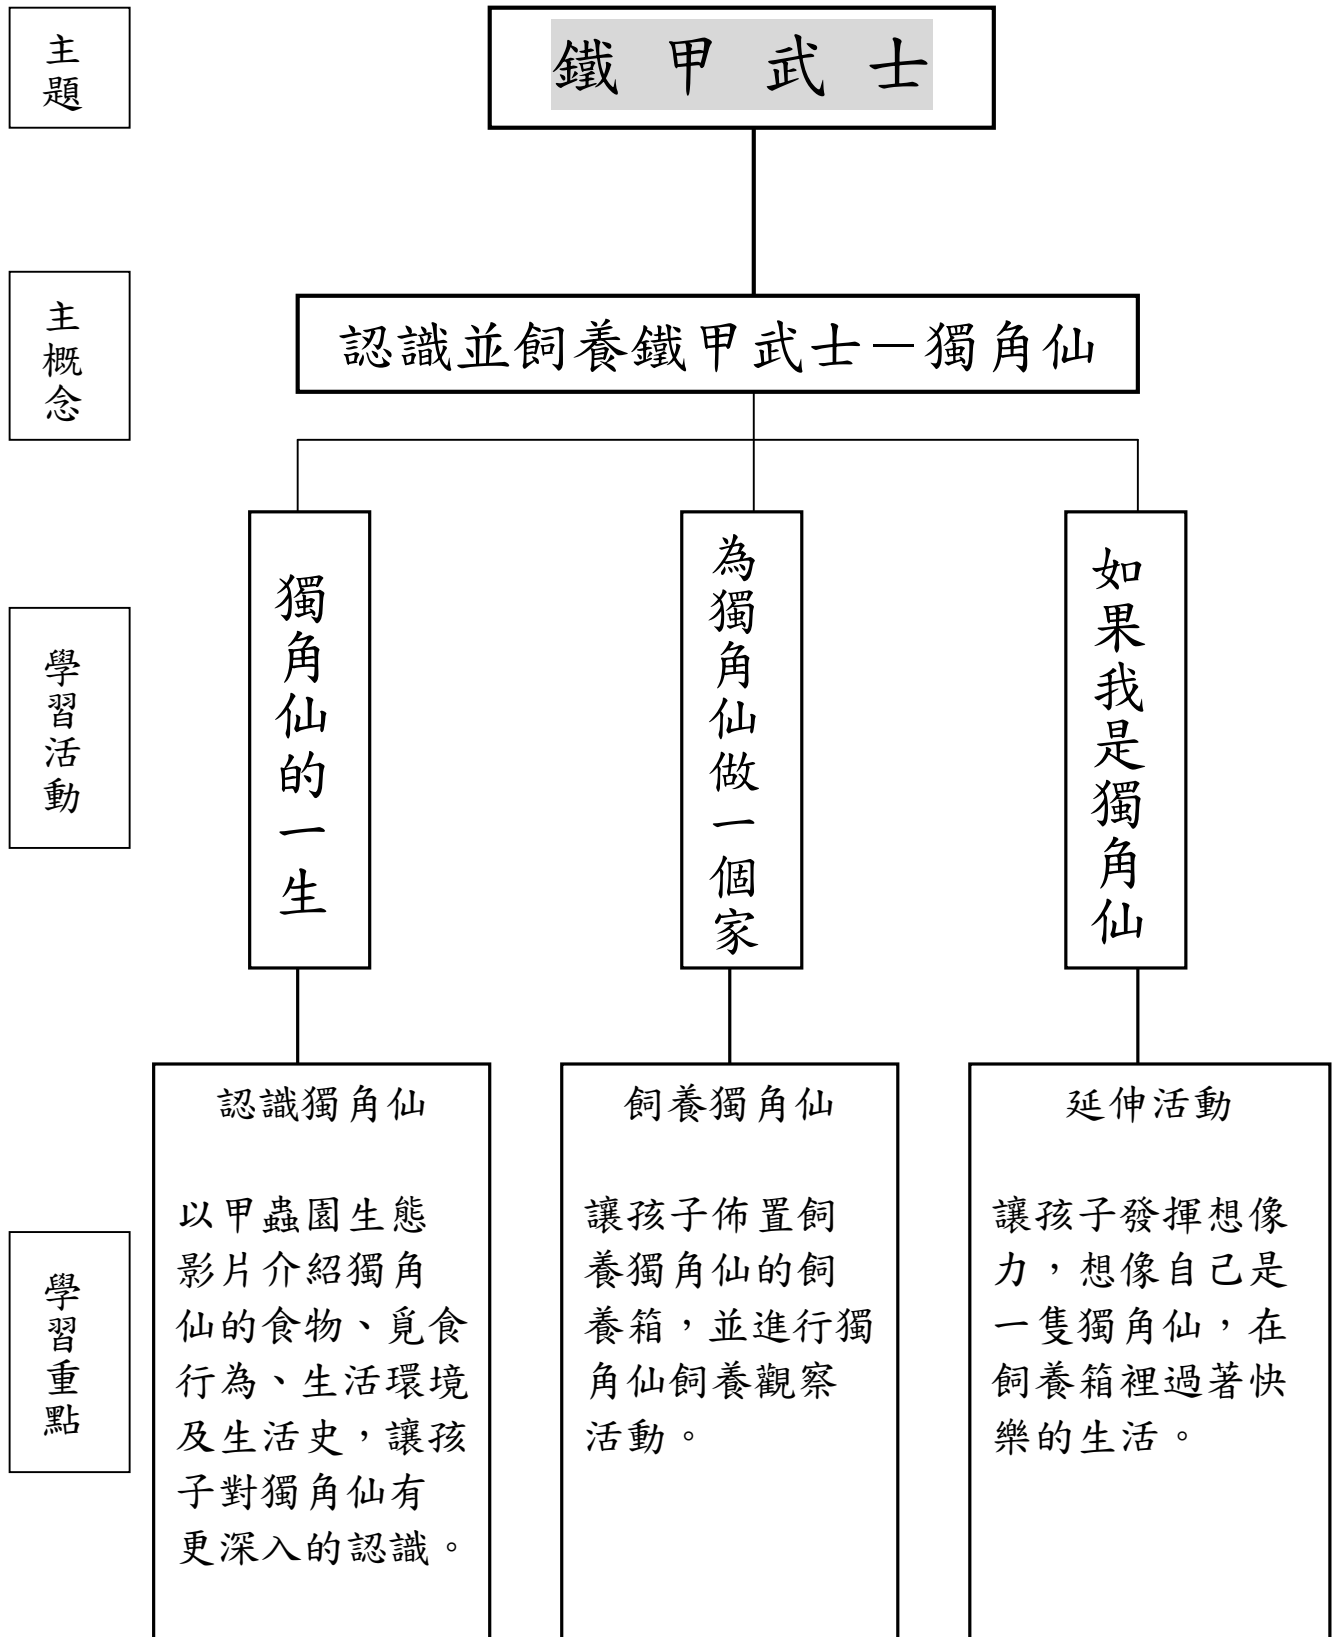 主題
鐵甲武士
主概念
認識並飼養鐵甲武士－獨角仙
學習活動
獨角仙的一生
為獨角仙做一個家
如果我是獨角仙
學習重點
認識獨角仙
以甲蟲園生態
影片介紹獨角
仙的食物、覓食
行為、生活環境
及生活史，讓孩
子對獨角仙有
更深入的認識。
飼養獨角仙
讓孩子佈置飼
養獨角仙的飼
養箱，並進行獨
角仙飼養觀察
活動。
延伸活動
讓孩子發揮想像
力，想像自己是
一隻獨角仙，在
飼養箱裡過著快
樂的生活。